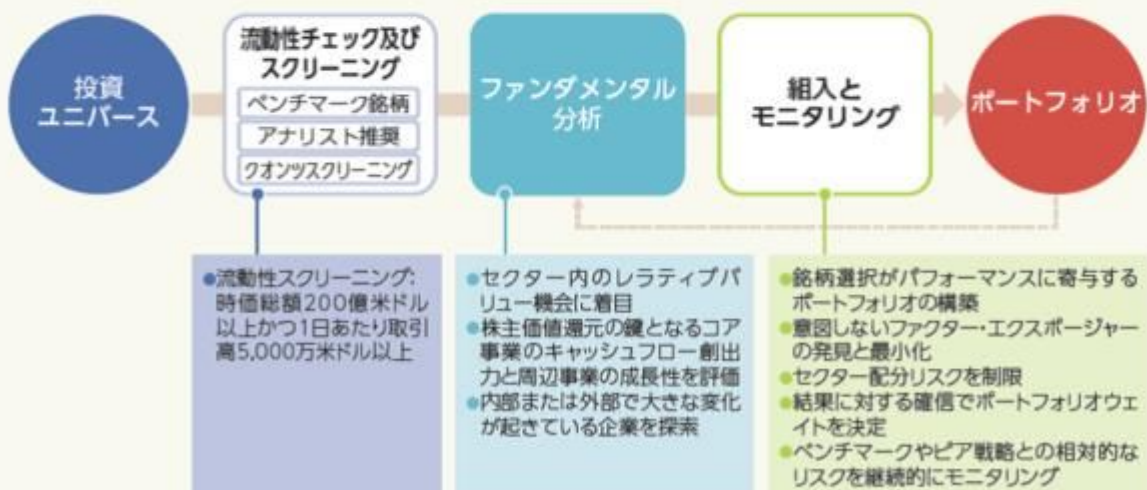 投資
ユニバース
流動性チェック及び
スクリーニング
ベンチマーク銘柄
アナリスト推奨
クオンツスクリーニング
ファンダメンタル
分析
組入と
モニタリング
ポートフォリオ
●流動性スクリーニング:
時価総額200億米ドル
以上かつ1日あたり取引
高5,000万米ドル以上
●セクター内のレラティブバ
リュー機会に着目
●株主価値還元の鍵となるコア
事業のキャッシュフロー創出
力と周辺事業の成長性を評価
●内部または外部で大きな変化
が起きている企業を探索
●銘柄選択がパフォーマンスに寄与する
ポートフォリオの構築
●意図しないファクター・エクスポージャー
の発見と最小化
●セクター配分リスクを制限
●結果に対する確信でポートフォリオウェ
イトを決定
●ベンチマークやピア戦略との相対的な
リスクを継続的にモニタリング